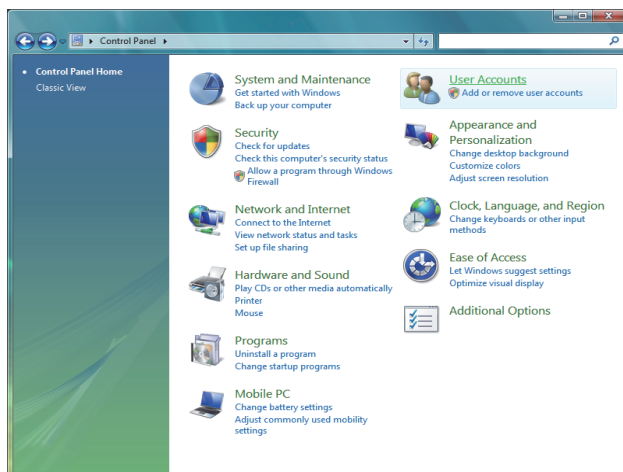 Control Panel
Control Panel Home
Classic View
System and Maintenance
Get started with Windows
Back up your computer
Security
Check for updates
Check this computer's security status
Allow a program through Windows
Firewall
Network and Internet
Connect to the Internet
View network status and tasks
Set up file sharing
Hardware and Sound
Play CDs or other media automatically
Printer
Mouse
Programs
Uninstall a program
Change startup programs
Mobile PC
Change battery settings
Adjust commonly used mobility
settings
User Accounts
Add or remove user accounts
Appearance and
Personalization
Change desktop background
Customize colors
Adjust screen resolution
Clock, Language, and Region
Change keyboards or other input
methods
Ease of Access
Let Windows suggest settings
Optimize visual display
Additional Options